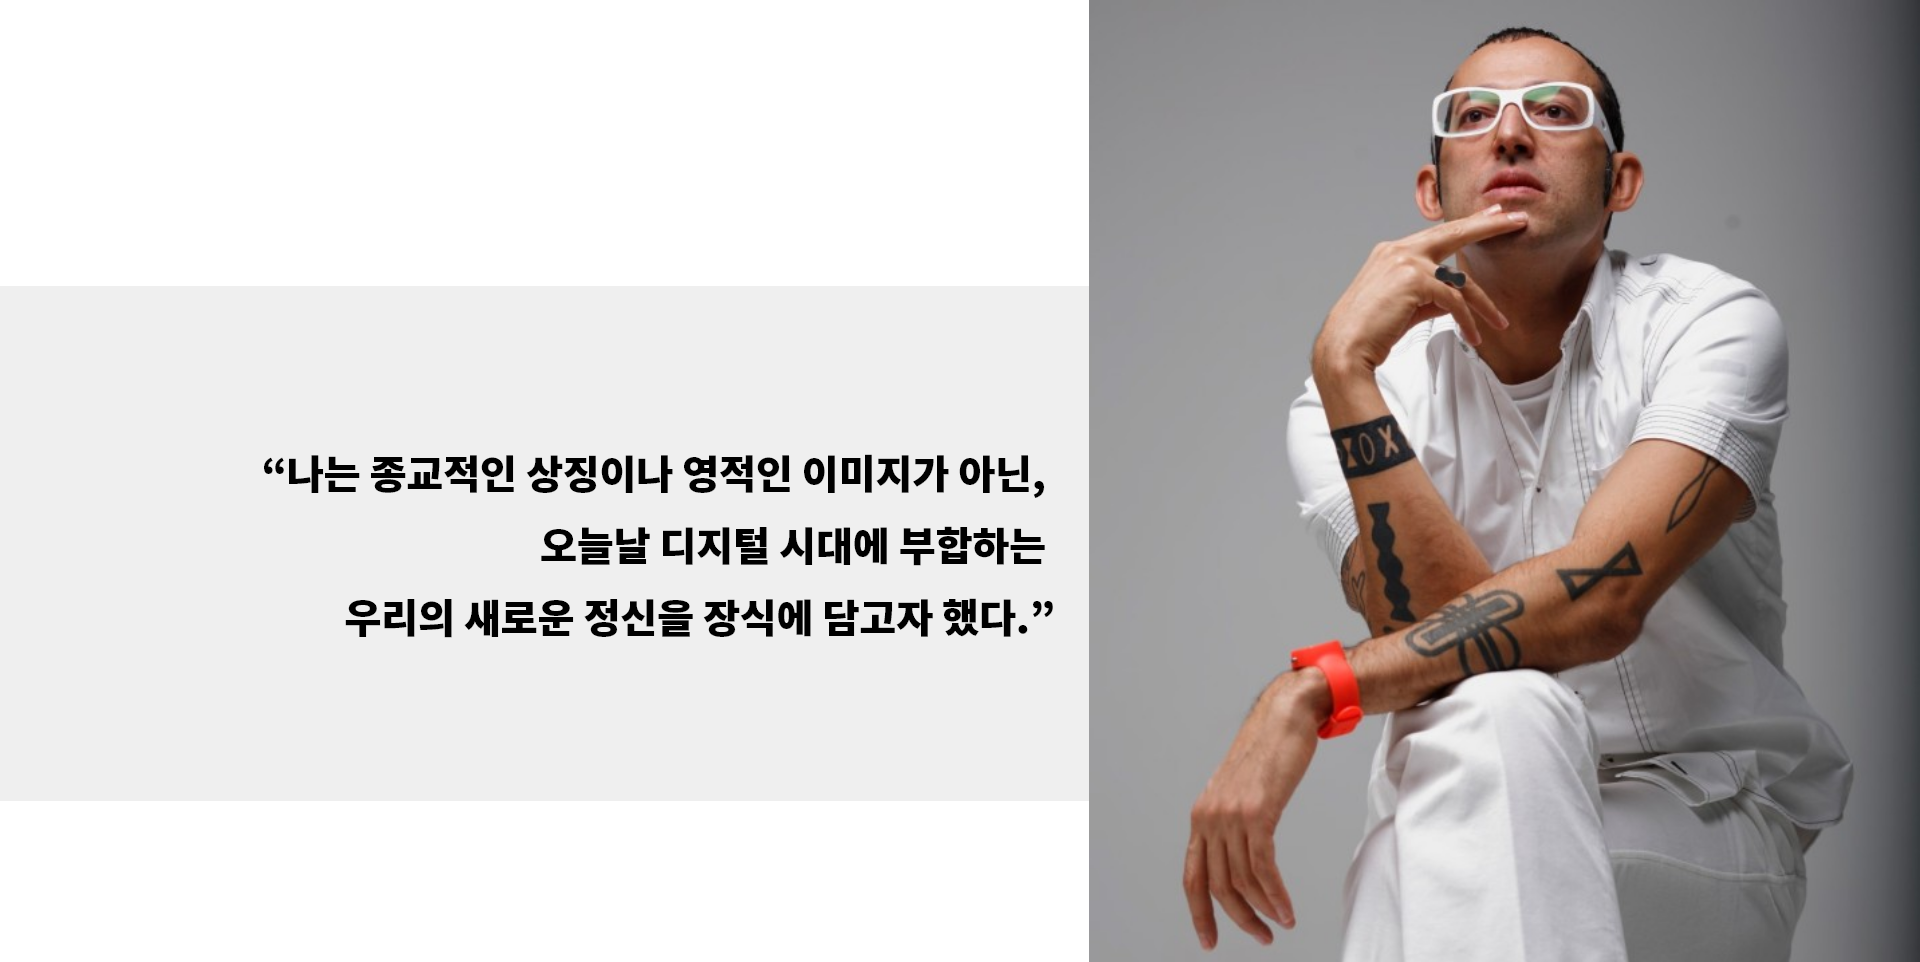 “나는 종교적인 상징이나 영적인 이미지가 아닌,
오늘날 디지털 시대에 부합하는
우리의 새로운 정신을 장식에 담고자 했다.”
XOX